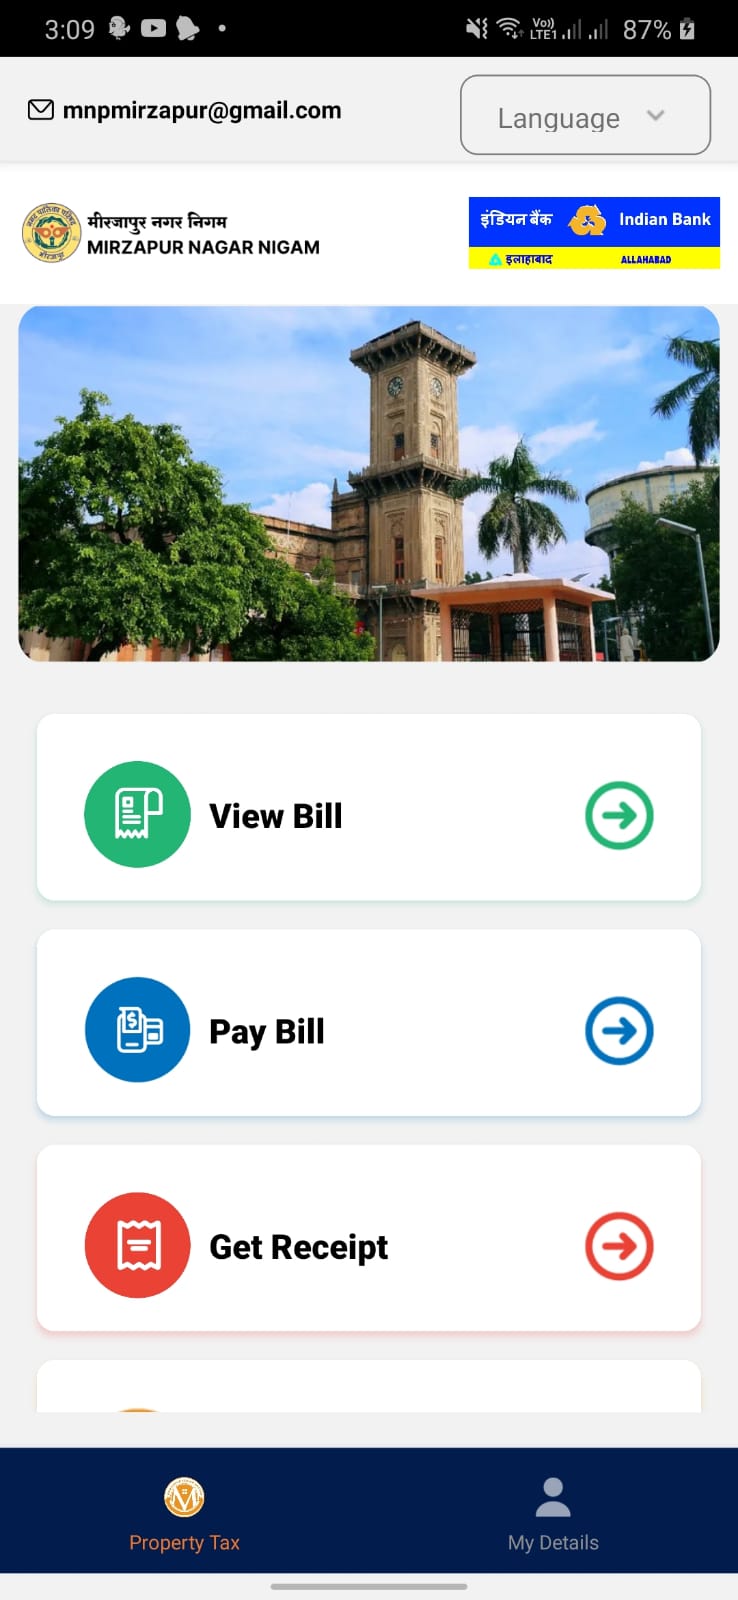 3:09
Vo)) LTE1
87%
mnpmirzapur@gmail.com
Language
मीरजापुर नगर निगम
MIRZAPUR NAGAR NIGAM
इंडियन बैंक Indian Bank
इलाहाबाद ALLAHABAD
View Bill
Pay Bill
Get Receipt
Property Tax
My Details